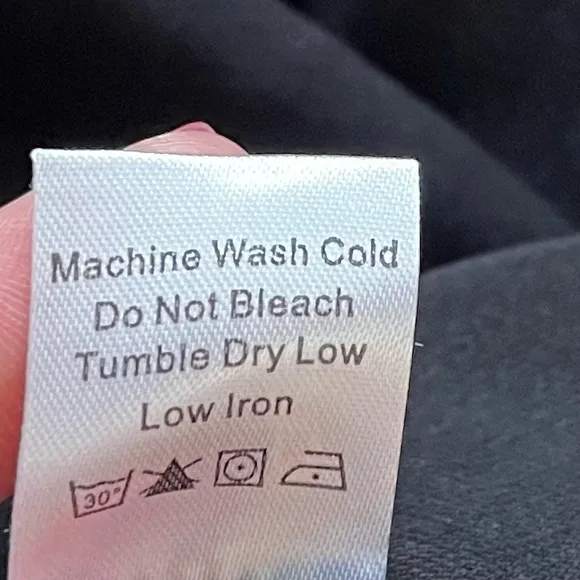 Machine Wash Cold
Do Not Bleach
Tumble Dry Low
Low Iron
30°